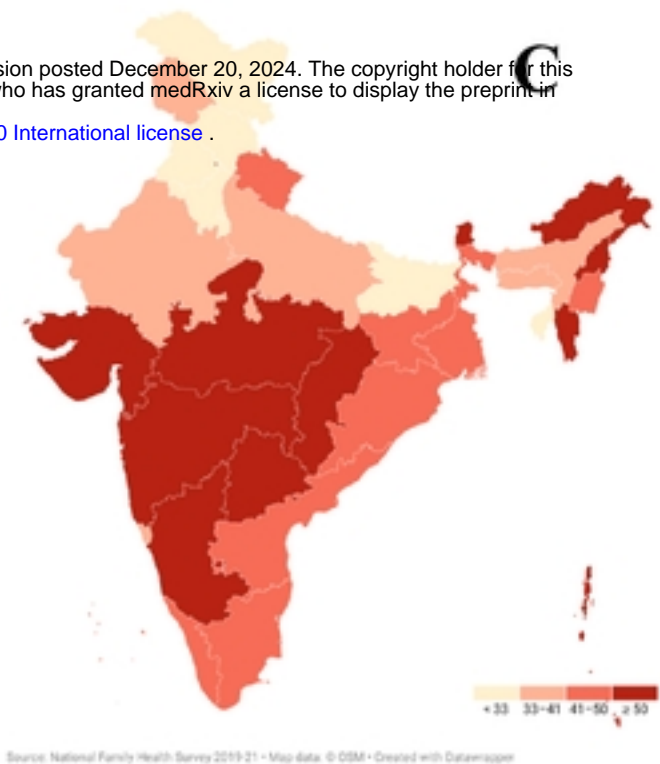 sion posted December 20, 2024. The copyright holder for this
who has granted medRxiv a license to display the preprint in
0 International license .
C
< 33 33–41 41–50 ≥ 50
Source: National Family Health Survey 2019-21 • Map data: © OSM • Created with Datawrapper